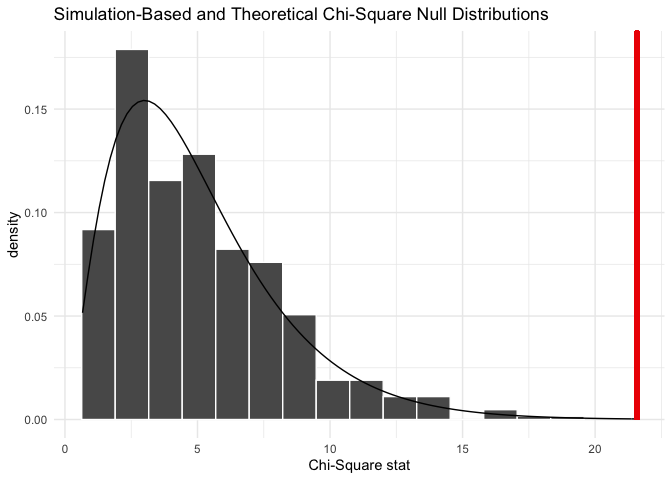 Simulation-Based and Theoretical Chi-Square Null Distributions
0.15
0.10
density
0.05
0.00
0 5 10 15 20
Chi-Square stat